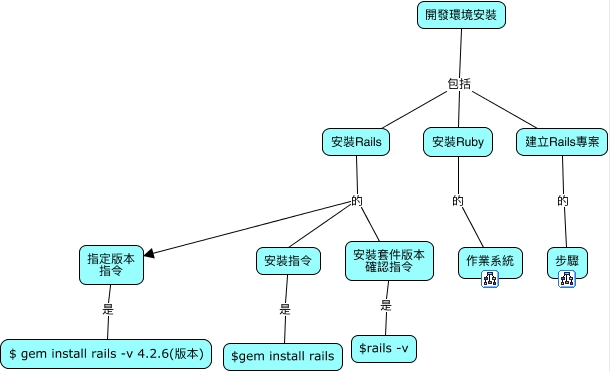 開發環境安裝
包括
安裝Rails
安裝Ruby
建立Rails專案
的
的
的
指定版本
指令
安裝指令
安裝套件版本
確認指令
作業系統
步驟
是
是
是
$ gem install rails -v 4.2.6(版本)
$gem install rails
$rails -v